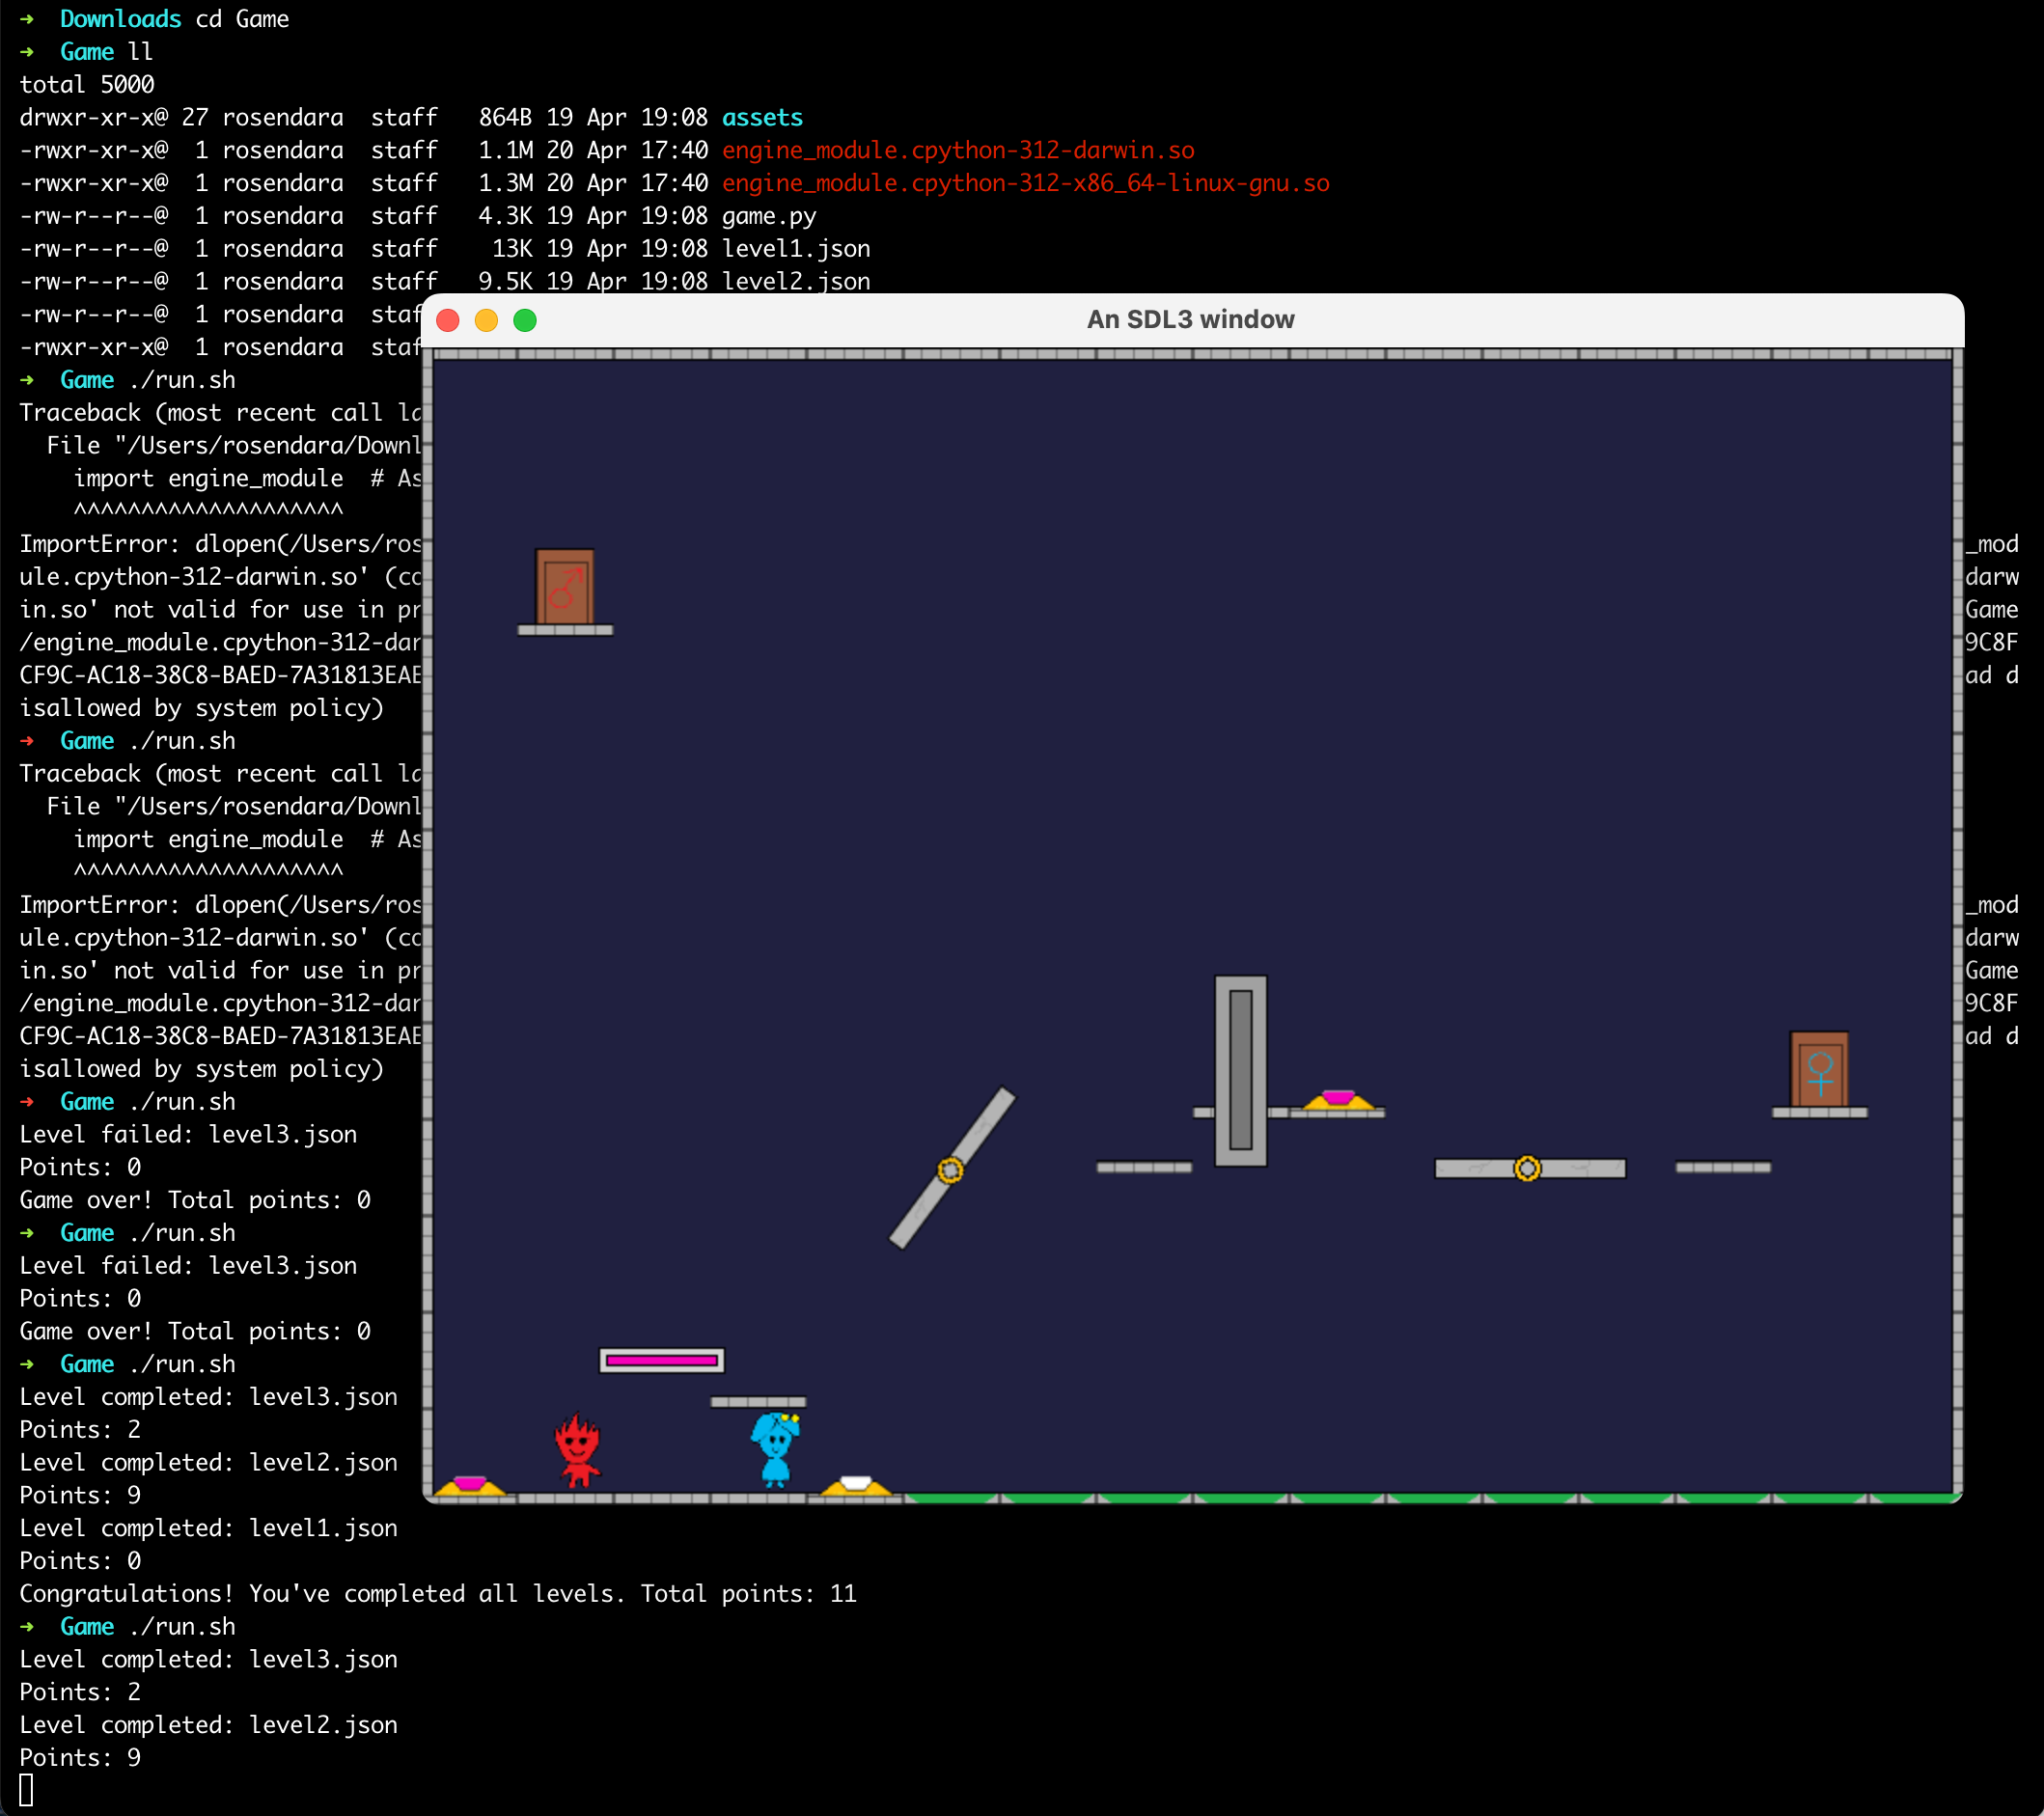 ➜  Downloads cd Game
➜  Game ll
total 5000
drwxr-xr-x@ 27 rosendara  staff   864B 19 Apr 19:08 assets
-rwxr-xr-x@  1 rosendara  staff   1.1M 20 Apr 17:40 engine_module.cpython-312-darwin.so
-rwxr-xr-x@  1 rosendara  staff   1.3M 20 Apr 17:40 engine_module.cpython-312-x86_64-linux-gnu.so
-rw-r--r--@  1 rosendara  staff   4.3K 19 Apr 19:08 game.py
-rw-r--r--@  1 rosendara  staff    13K 19 Apr 19:08 level1.json
-rw-r--r--@  1 rosendara  staff   9.5K 19 Apr 19:08 level2.json
-rw-r--r--@  1 rosendara  staf
-rwxr-xr-x@  1 rosendara  staf
An SDL3 window
➜  Game ./run.sh
Traceback (most recent call la
  File "/Users/rosendara/Downl
    import engine_module  # As
    ^^^^^^^^^^^^^^^^^^^^
ImportError: dlopen(/Users/ros _mod
ule.cpython-312-darwin.so' (co darw
in.so' not valid for use in pr Game
/engine_module.cpython-312-dar 9C8F
CF9C-AC18-38C8-BAED-7A31813EAE ad d
isallowed by system policy)
➜  Game ./run.sh
Traceback (most recent call la
  File "/Users/rosendara/Downl
    import engine_module  # As
    ^^^^^^^^^^^^^^^^^^^^
ImportError: dlopen(/Users/ros _mod
ule.cpython-312-darwin.so' (co darw
in.so' not valid for use in pr Game
/engine_module.cpython-312-dar 9C8F
CF9C-AC18-38C8-BAED-7A31813EAE ad d
isallowed by system policy)
➜  Game ./run.sh
Level failed: level3.json
Points: 0
Game over! Total points: 0
➜  Game ./run.sh
Level failed: level3.json
Points: 0
Game over! Total points: 0
➜  Game ./run.sh
Level completed: level3.json
Points: 2
Level completed: level2.json
Points: 9
Level completed: level1.json
Points: 0
Congratulations! You've completed all levels. Total points: 11
➜  Game ./run.sh
Level completed: level3.json
Points: 2
Level completed: level2.json
Points: 9